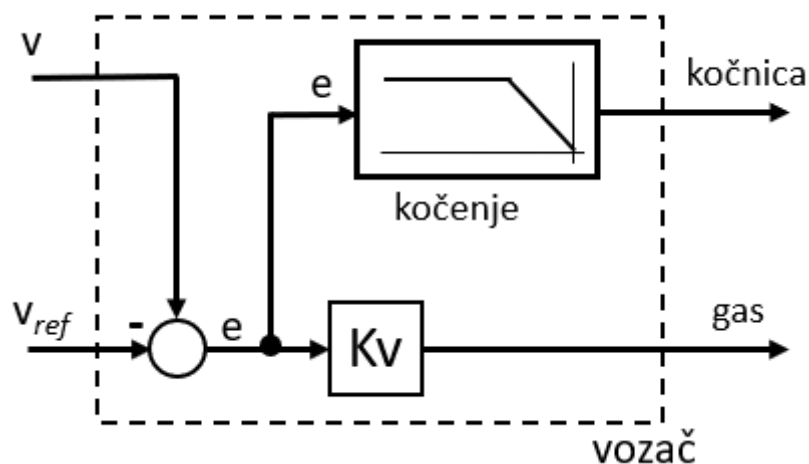 v
e
kočnica
kočenje
v_ref
-
e
Kv
gas
vozač